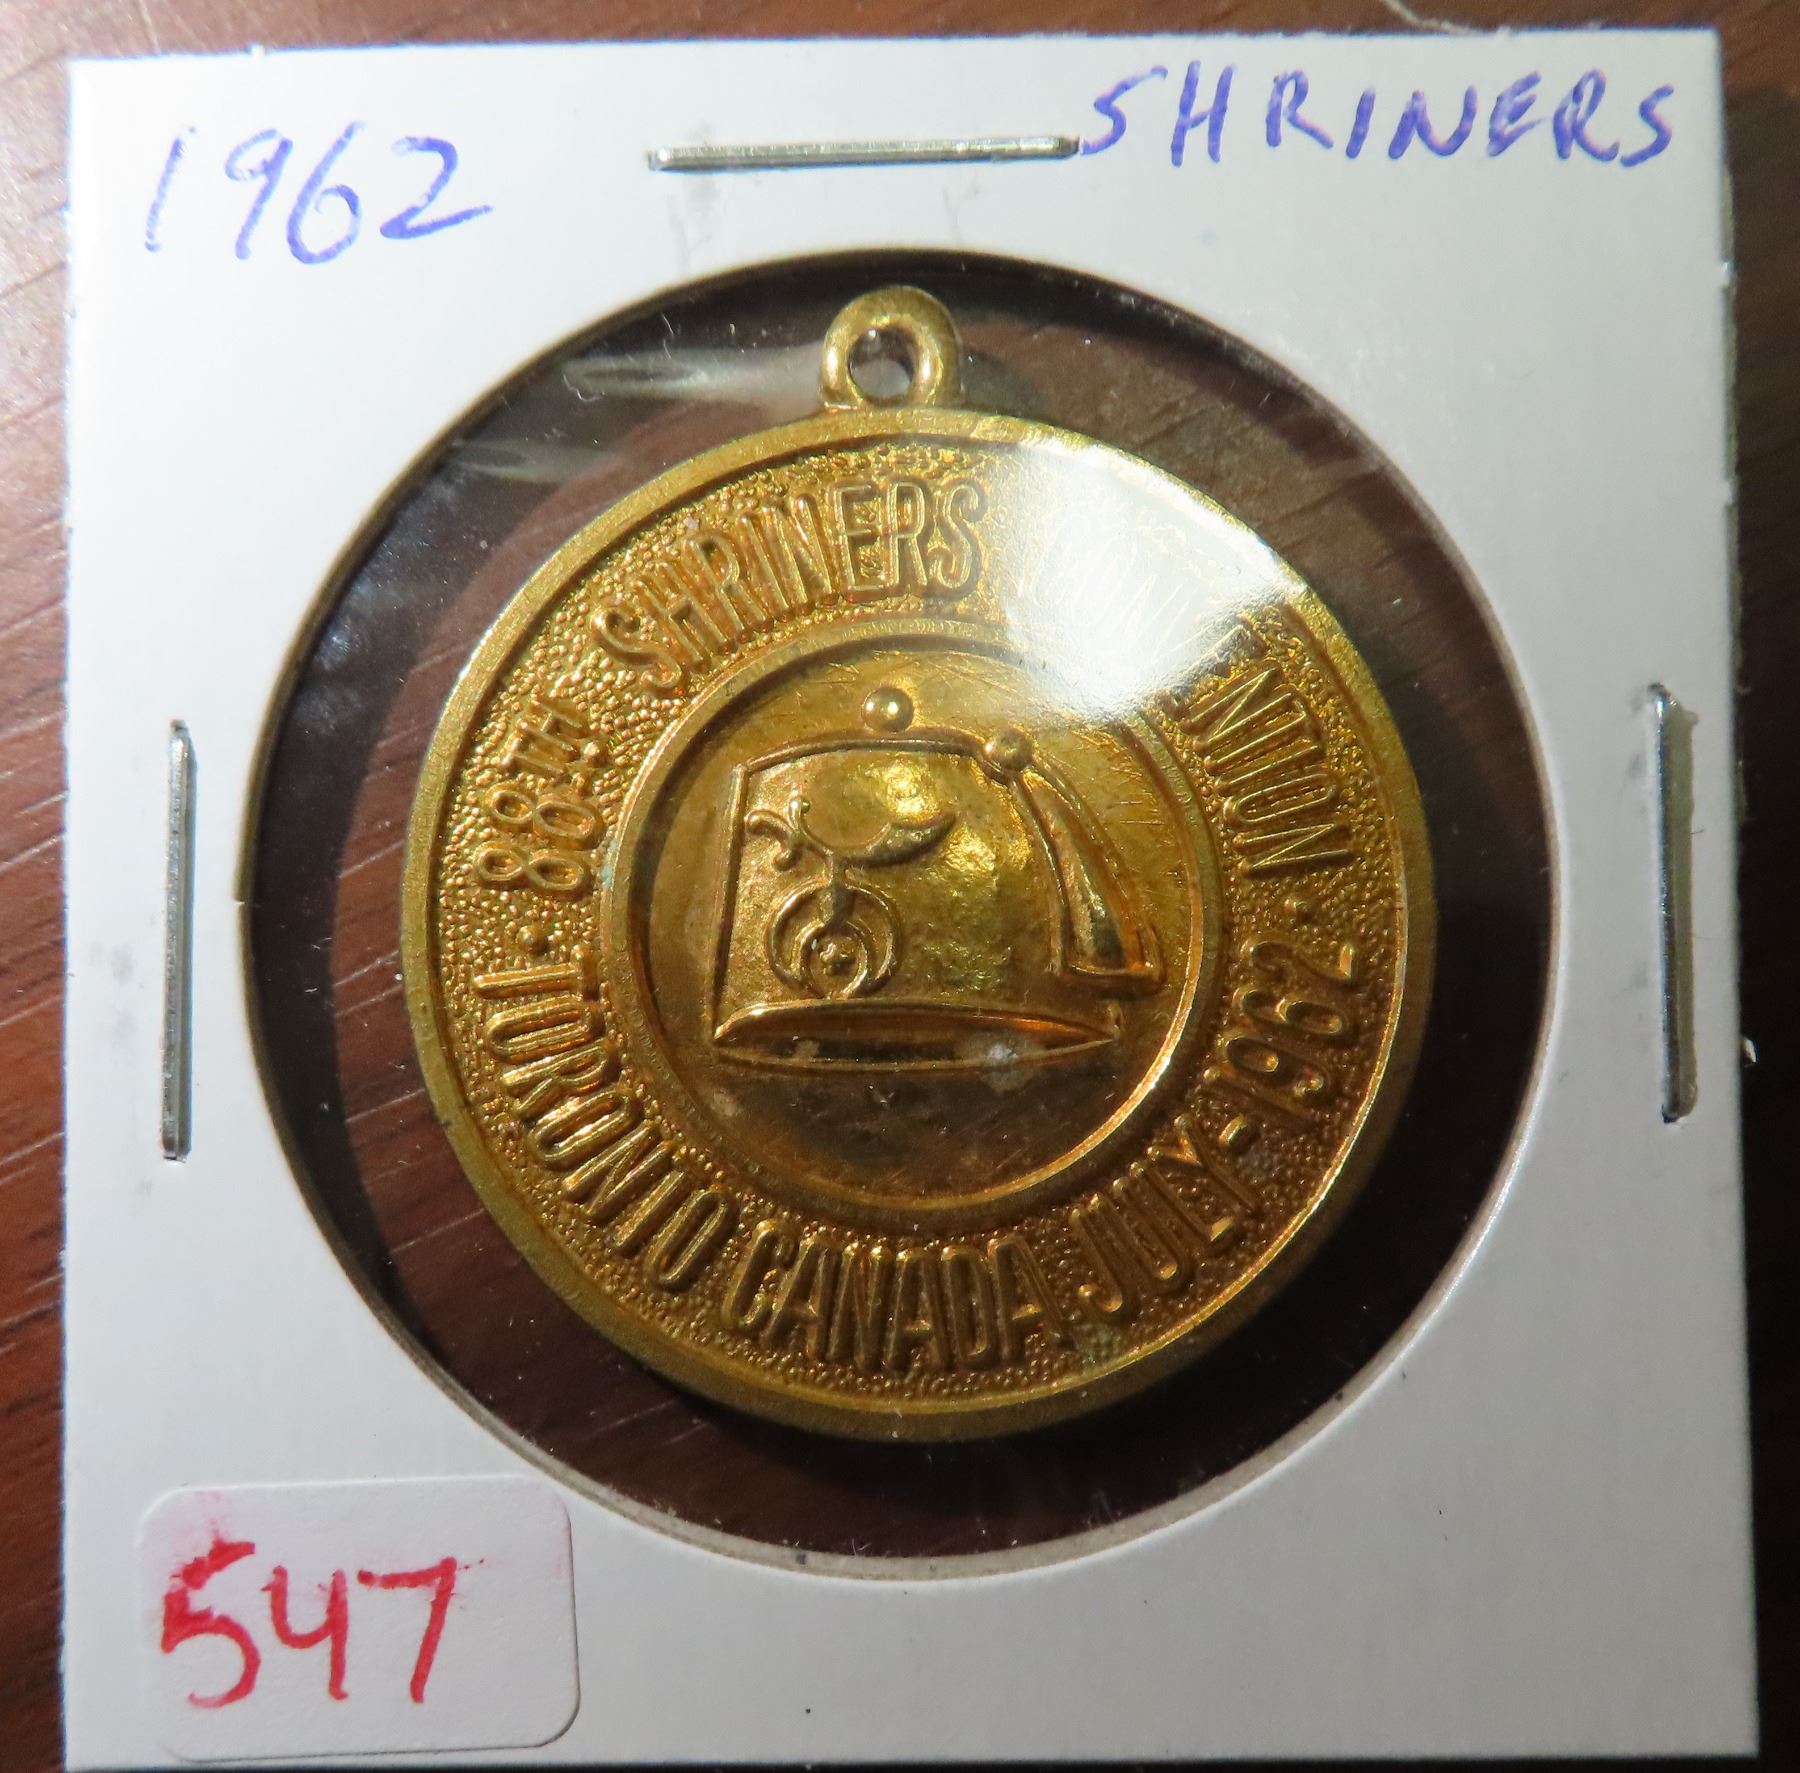 1962
SHRINERS
88TH SHRINERS CONVENTION
· TORONTO CANADA JULY-1962 ·
547